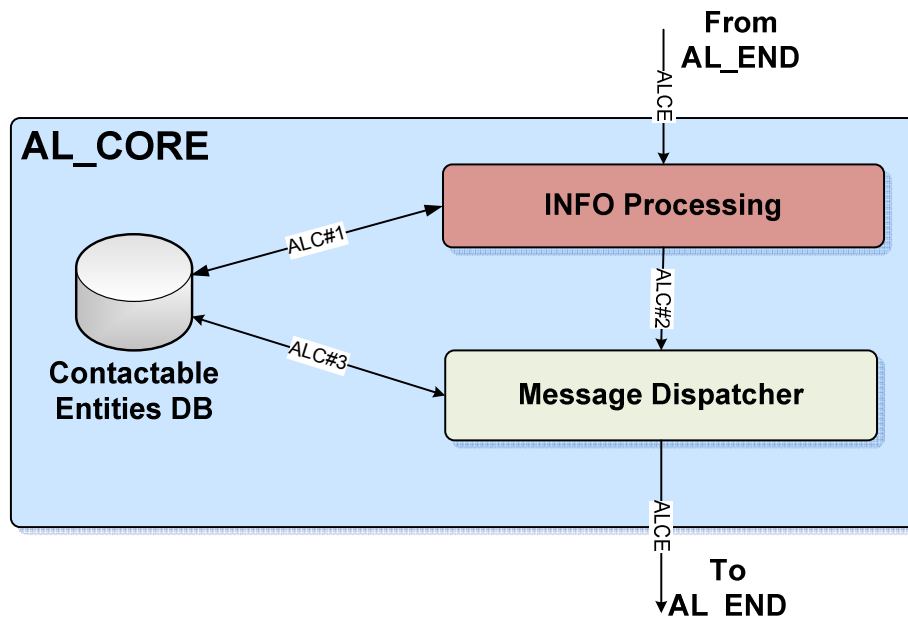 From
AL_END
ALCE
AL_CORE
INFO Processing
ALC#1
ALC#2
ALC#3
Contactable
Entities DB
Message Dispatcher
ALCE
To
AL_END